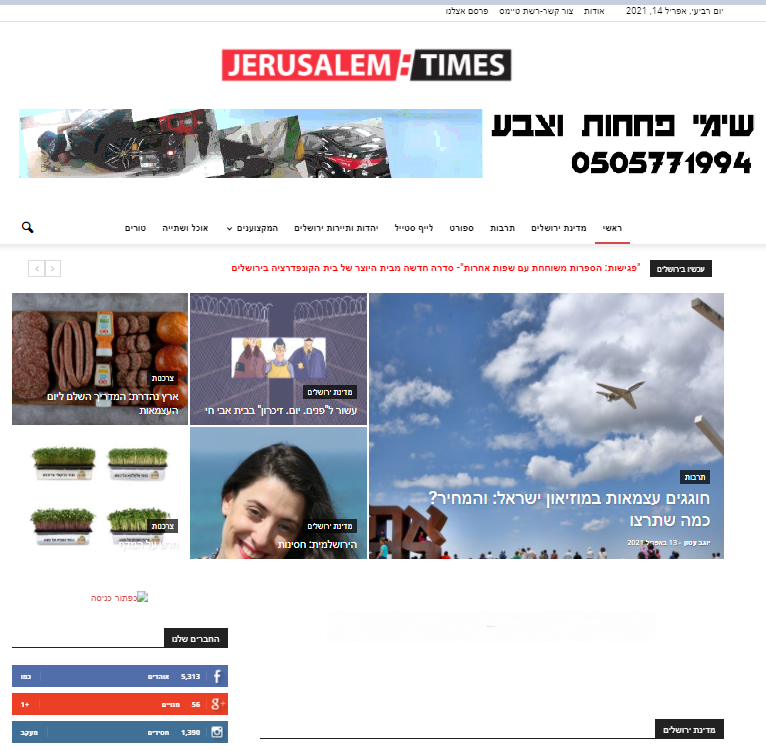 יום רביעי, אפריל 14, 2021
אודות
צור קשר-רשת טיימס
פרסם אצלנו
JERUSALEM:TIMES
שימי פחחות וצבע
0505771994
ראשי
מדינת ירושלים
תרבות
ספורט
לייף סטייל
יהדות ותיירות ירושלים
המקצוענים
אוכל ושתייה
טורים
עכשיו בירושלים
"פגישות: הספרות משוחחת עם שפות אחרות"- סדרה חדשה מבית היוצר של בית הקונפדרציה בירושלים
תרבות
חוגגים עצמאות במוזיאון ישראל: והמחיר?
כמה שתרצו
יוגב עטון - 13 באפריל 2021
מדינת ירושלים
עשור ל"פנים. יום. זיכרון" בבית אבי חי
צרכנות
ארץ נהדרת: המדריך השלם ליום
העצמאות
מדינת ירושלים
הירושלמית: חסינות
צרכנות
כפתור כניסה
החברים שלנו
5,313 אוהדים
כמו
56 מנויים
+1
1,390 חסידים
מעקב
מדינת ירושלים